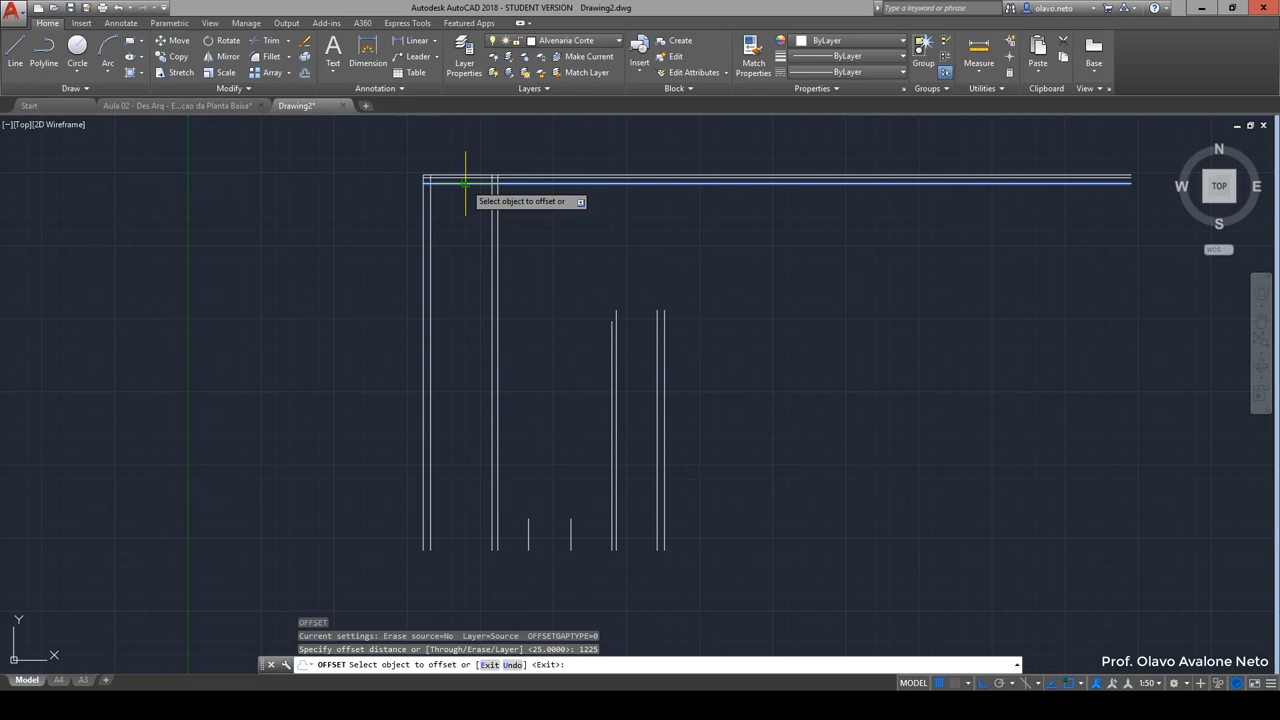 Autodesk AutoCAD 2018 - STUDENT VERSION Drawing2.dwg
Type a keyword or phrase
olavo.neto
Home Insert Annotate Parametric View Manage Output Add-ins A360 Express Tools Featured Apps
Line
Polyline
Circle
Arc
Draw
Move
Copy
Stretch
Rotate
Mirror
Scale
Trim
Fillet
Array
Modify
Text
Dimension
Linear
Leader
Table
Annotation
Layer
Properties
Alvenaria Corte
Make Current
Match Layer
Layers
Insert
Create
Edit
Edit Attributes
Block
Match
Properties
ByLayer
ByLayer
ByLayer
Properties
Group
Groups
Measure
Utilities
Paste
Clipboard
Base
View
Start
Aula 02 - Des Arq - E...cao da Planta Baixa*
Drawing2*
[−][Top][2D Wireframe]
N
W TOP E
S
WCS
Select object to offset or
Y
X
OFFSET
Current settings: Erase source=No Layer=Source OFFSETGAPTYPE=0
Specify offset distance or [Through/Erase/Layer] <25.0000>: 1225
OFFSET Select object to offset or [Exit Undo] <Exit>:
Prof. Olavo Avalone Neto
Model A4 A3
MODEL
1:50